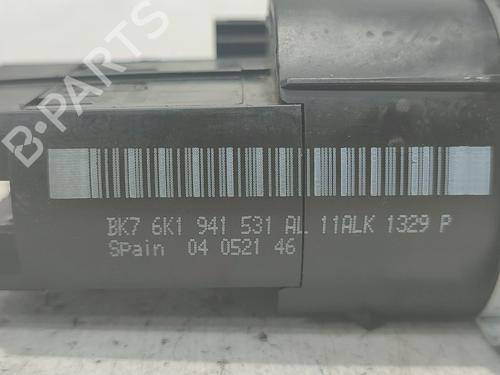 B-PARTS
BK7 6K1 941 531 AL 11ALK 1329 P
Spain 04 0521 46